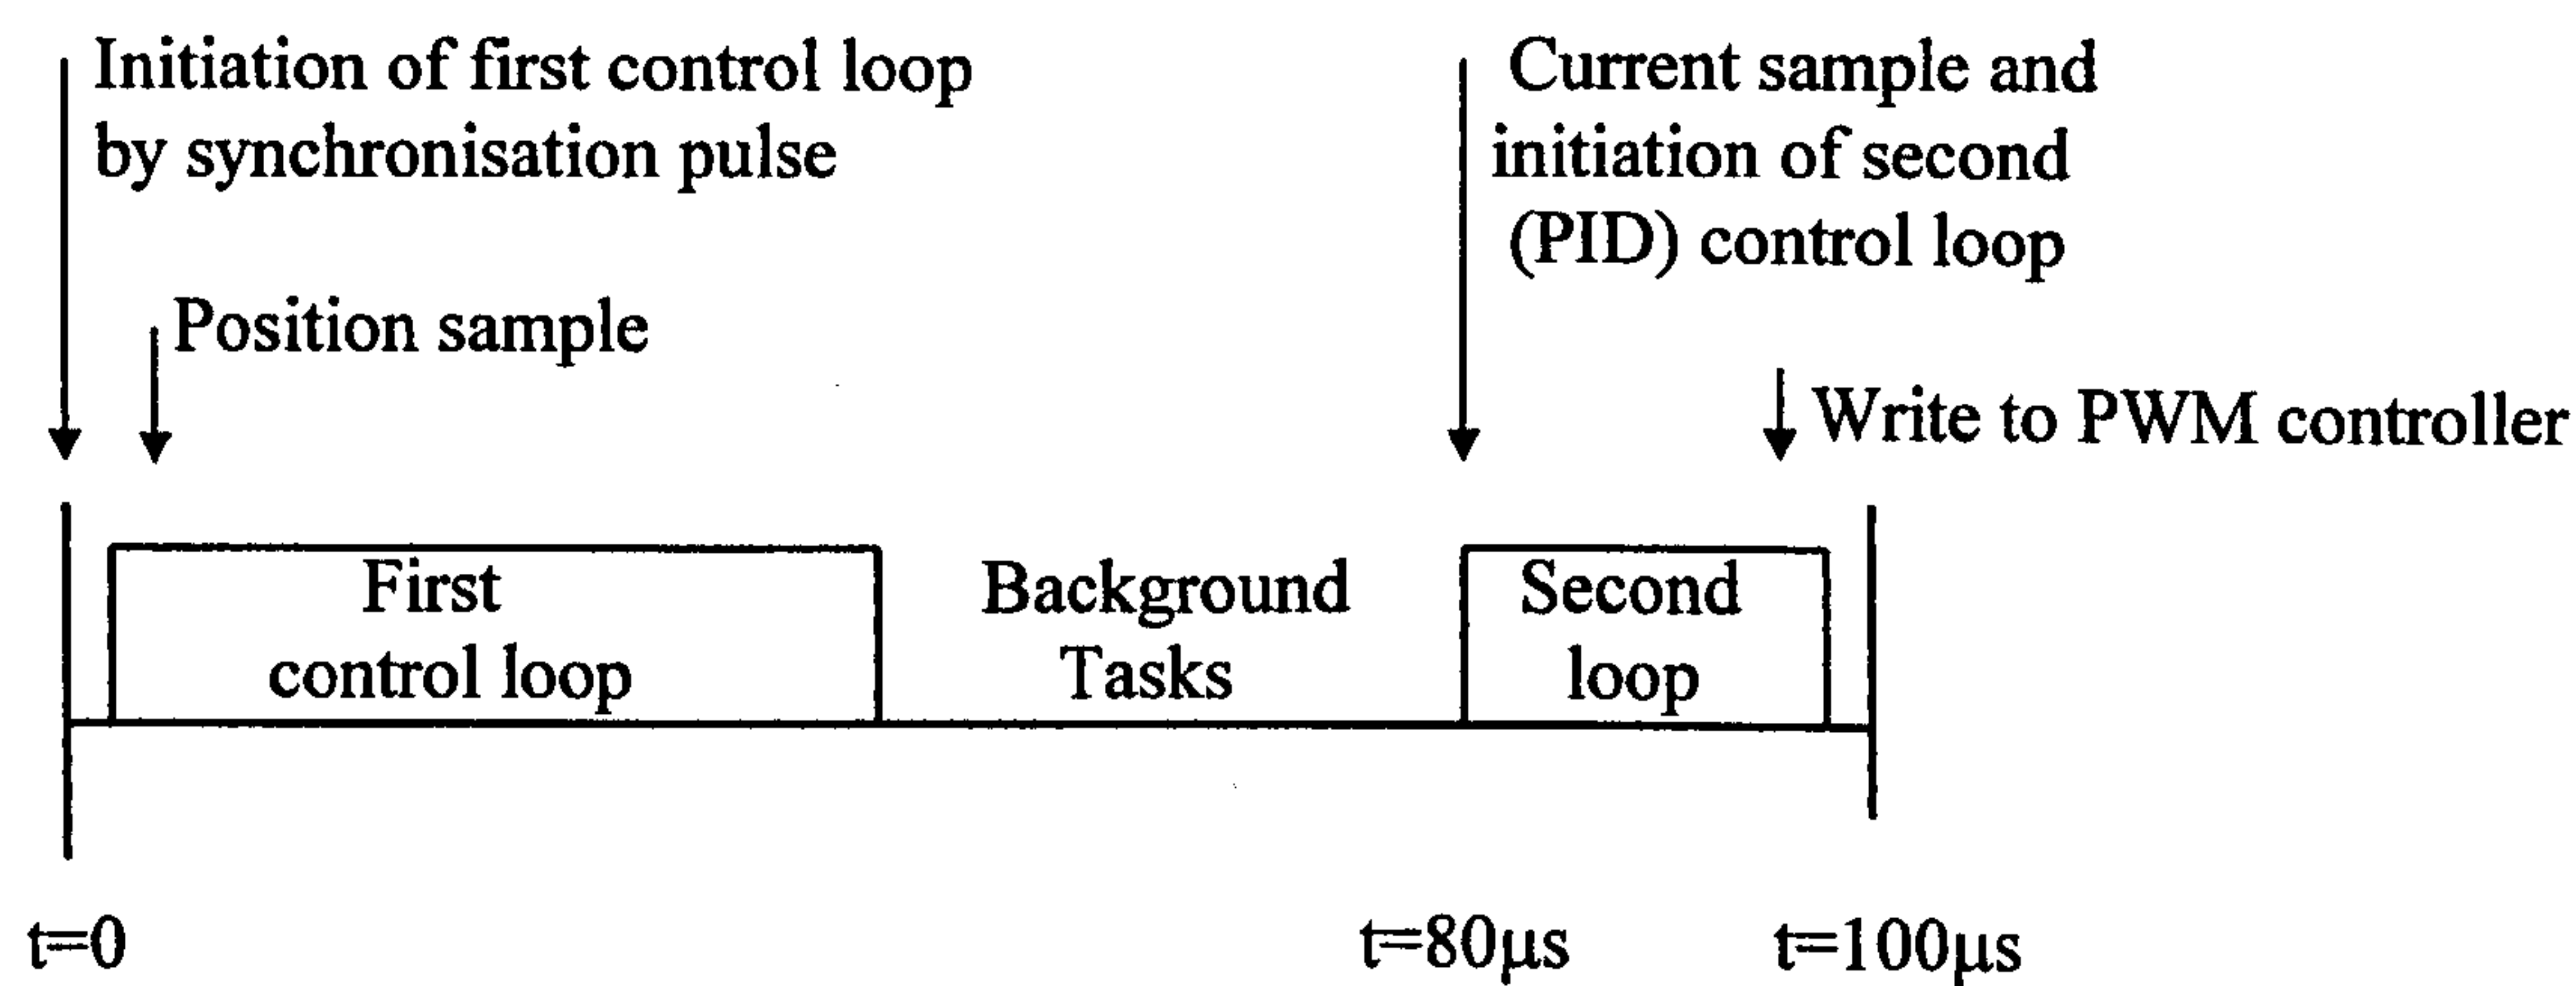 Initiation of first control loop
by synchronisation pulse
Position sample
Current sample and
initiation of second
(PID) control loop
Write to PWM controller
First
control loop
Background
Tasks
Second
loop
t=0
t=80μs
t=100μs